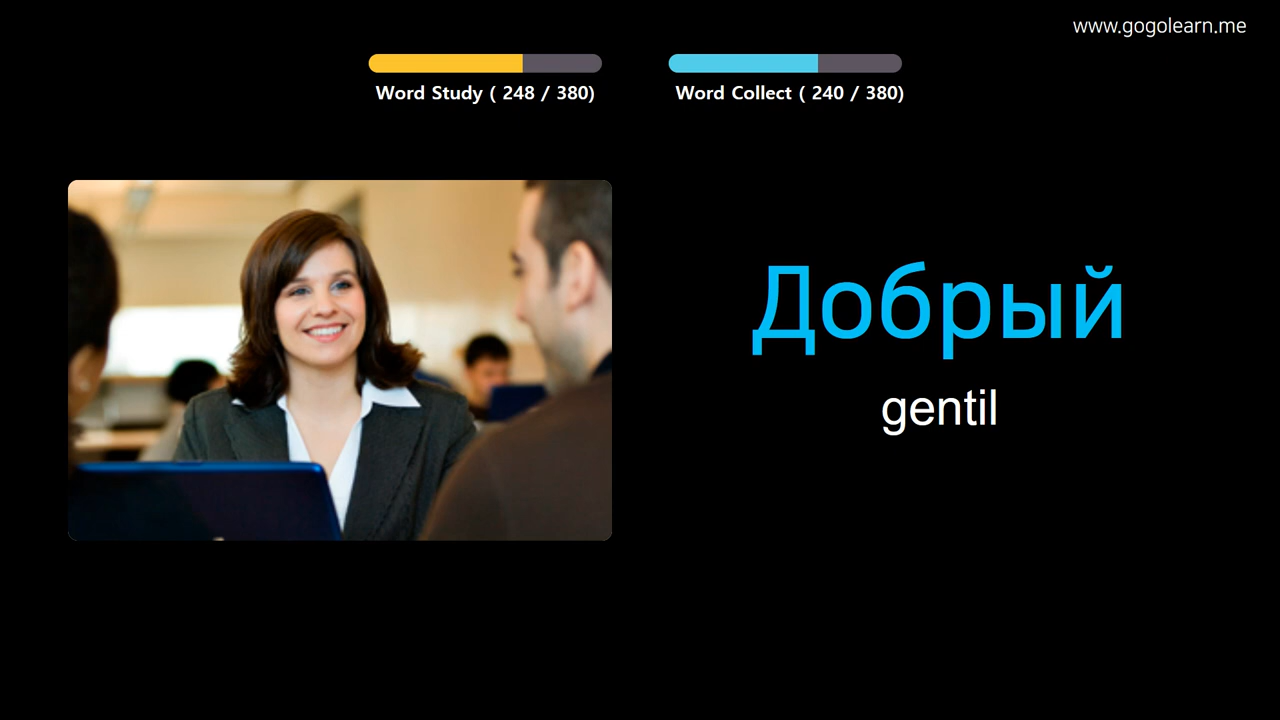 www.gogolearn.me
Word Study ( 248 / 380)
Word Collect ( 240 / 380)
Добрый
gentil